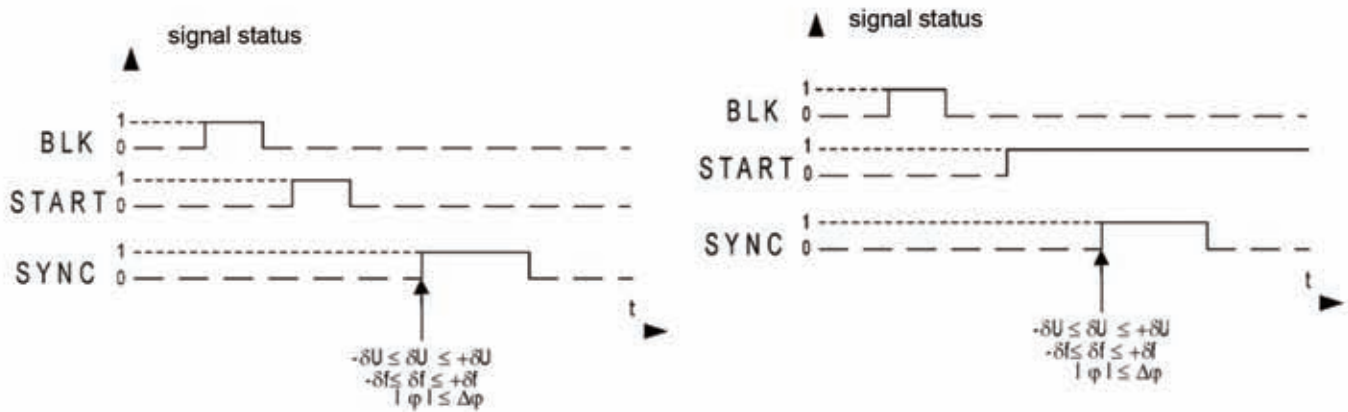 signal status
BLK
1
0
START
1
0
SYNC
1
0
t
-δU ≤ δU ≤ +δU
-δf≤ δf ≤ +δf
| φ | ≤ Δφ
signal status
BLK
1
0
START
1
0
SYNC
1
0
t
-δU ≤ δU ≤ +δU
-δf≤ δf ≤ +δf
| φ | ≤ Δφ